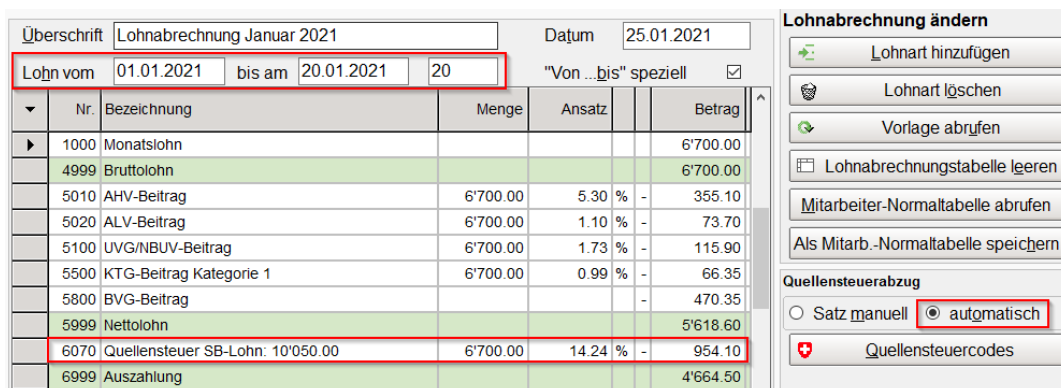 Überschrift Lohnabrechnung Januar 2021 Datum 25.01.2021
Lohn vom 01.01.2021 bis am 20.01.2021 20 "Von ...bis" speziell
Nr. Bezeichnung Menge Ansatz Betrag
1000 Monatslohn 6'700.00
4999 Bruttolohn 6'700.00
5010 AHV-Beitrag 6'700.00 5.30 % - 355.10
5020 ALV-Beitrag 6'700.00 1.10 % - 73.70
5100 UVG/NBUV-Beitrag 6'700.00 1.73 % - 115.90
5500 KTG-Beitrag Kategorie 1 6'700.00 0.99 % - 66.35
5800 BVG-Beitrag - 470.35
5999 Nettolohn 5'618.60
6070 Quellensteuer SB-Lohn: 10'050.00 6'700.00 14.24 % - 954.10
6999 Auszahlung 4'664.50
Lohnabrechnung ändern
Lohnart hinzufügen
Lohnart löschen
Vorlage abrufen
Lohnabrechnungstabelle leeren
Mitarbeiter-Normaltabelle abrufen
Als Mitarb.-Normaltabelle speichern
Quellensteuerabzug
Satz manuell automatisch
Quellensteuercodes